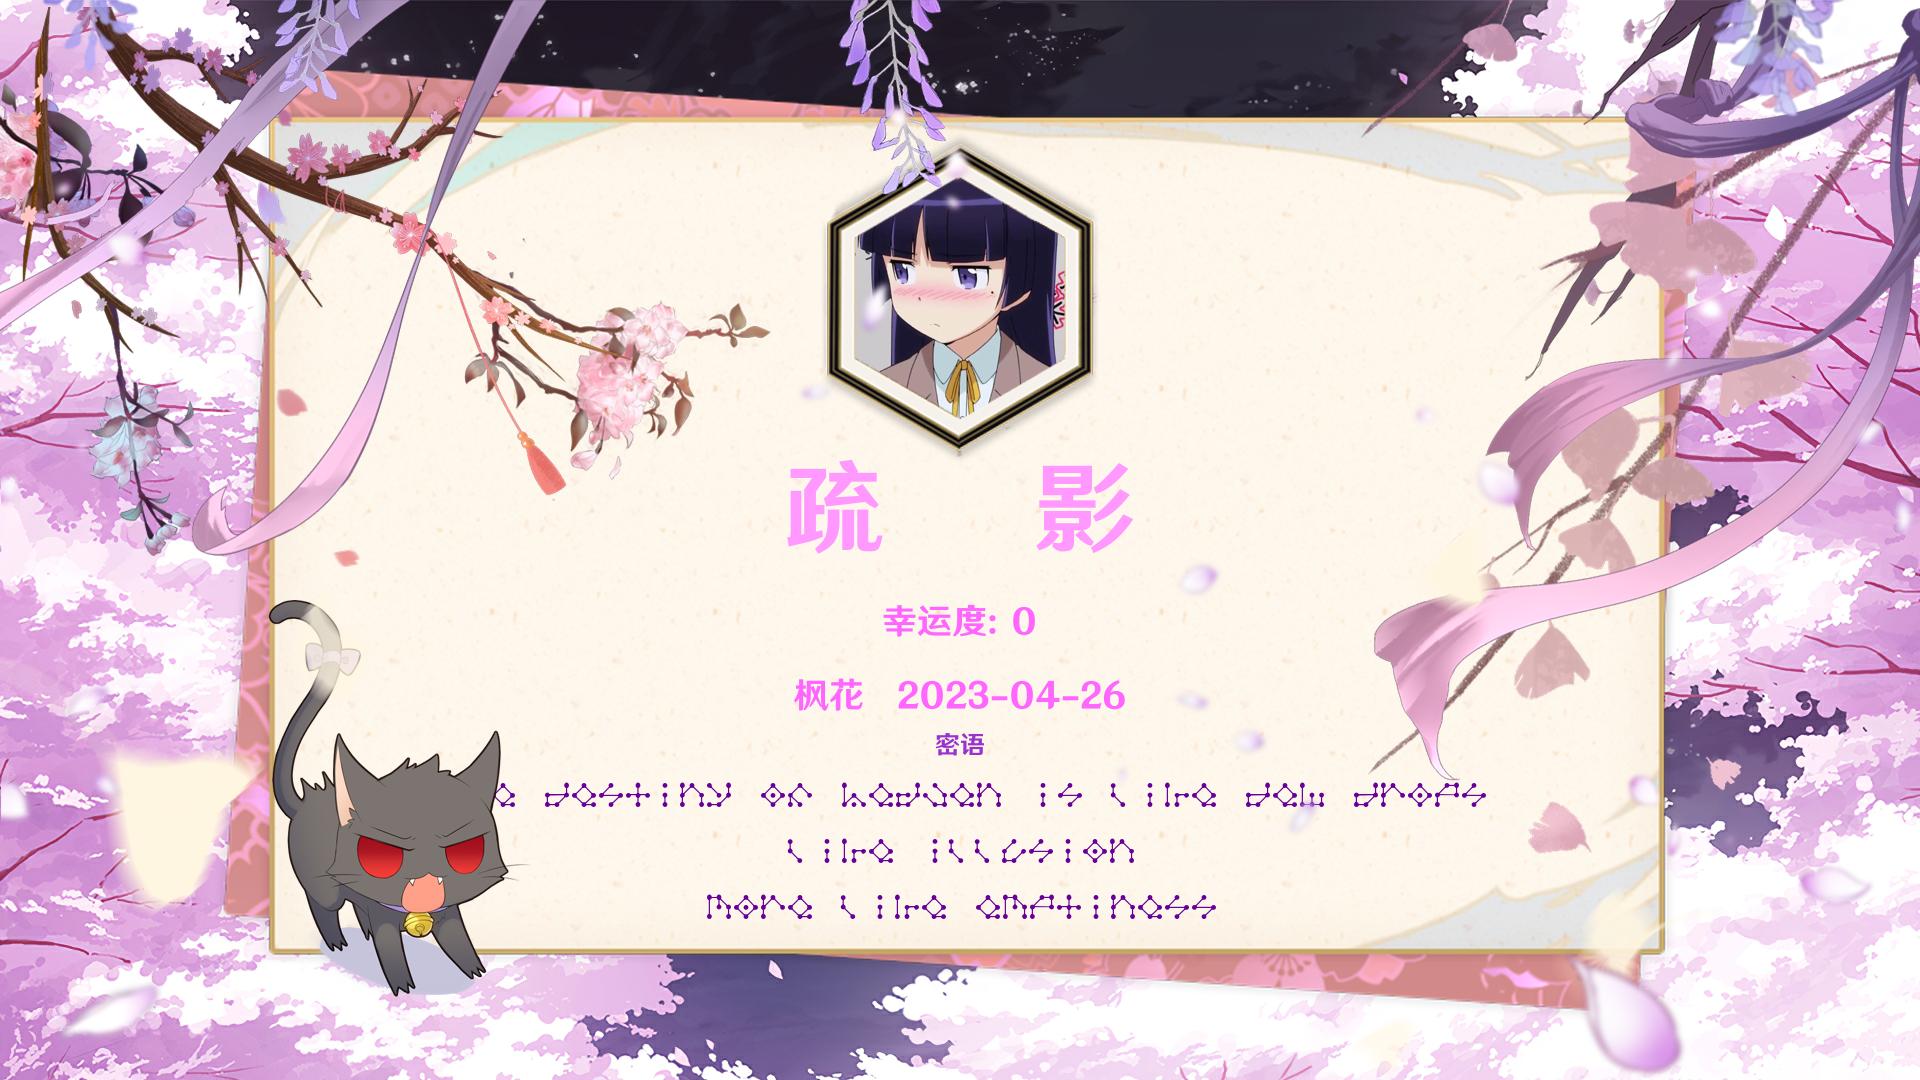 疏影
幸运度: 0
枫花 2023-04-26
密语
destiny of is like dew drops
like illusion
more like emptiness